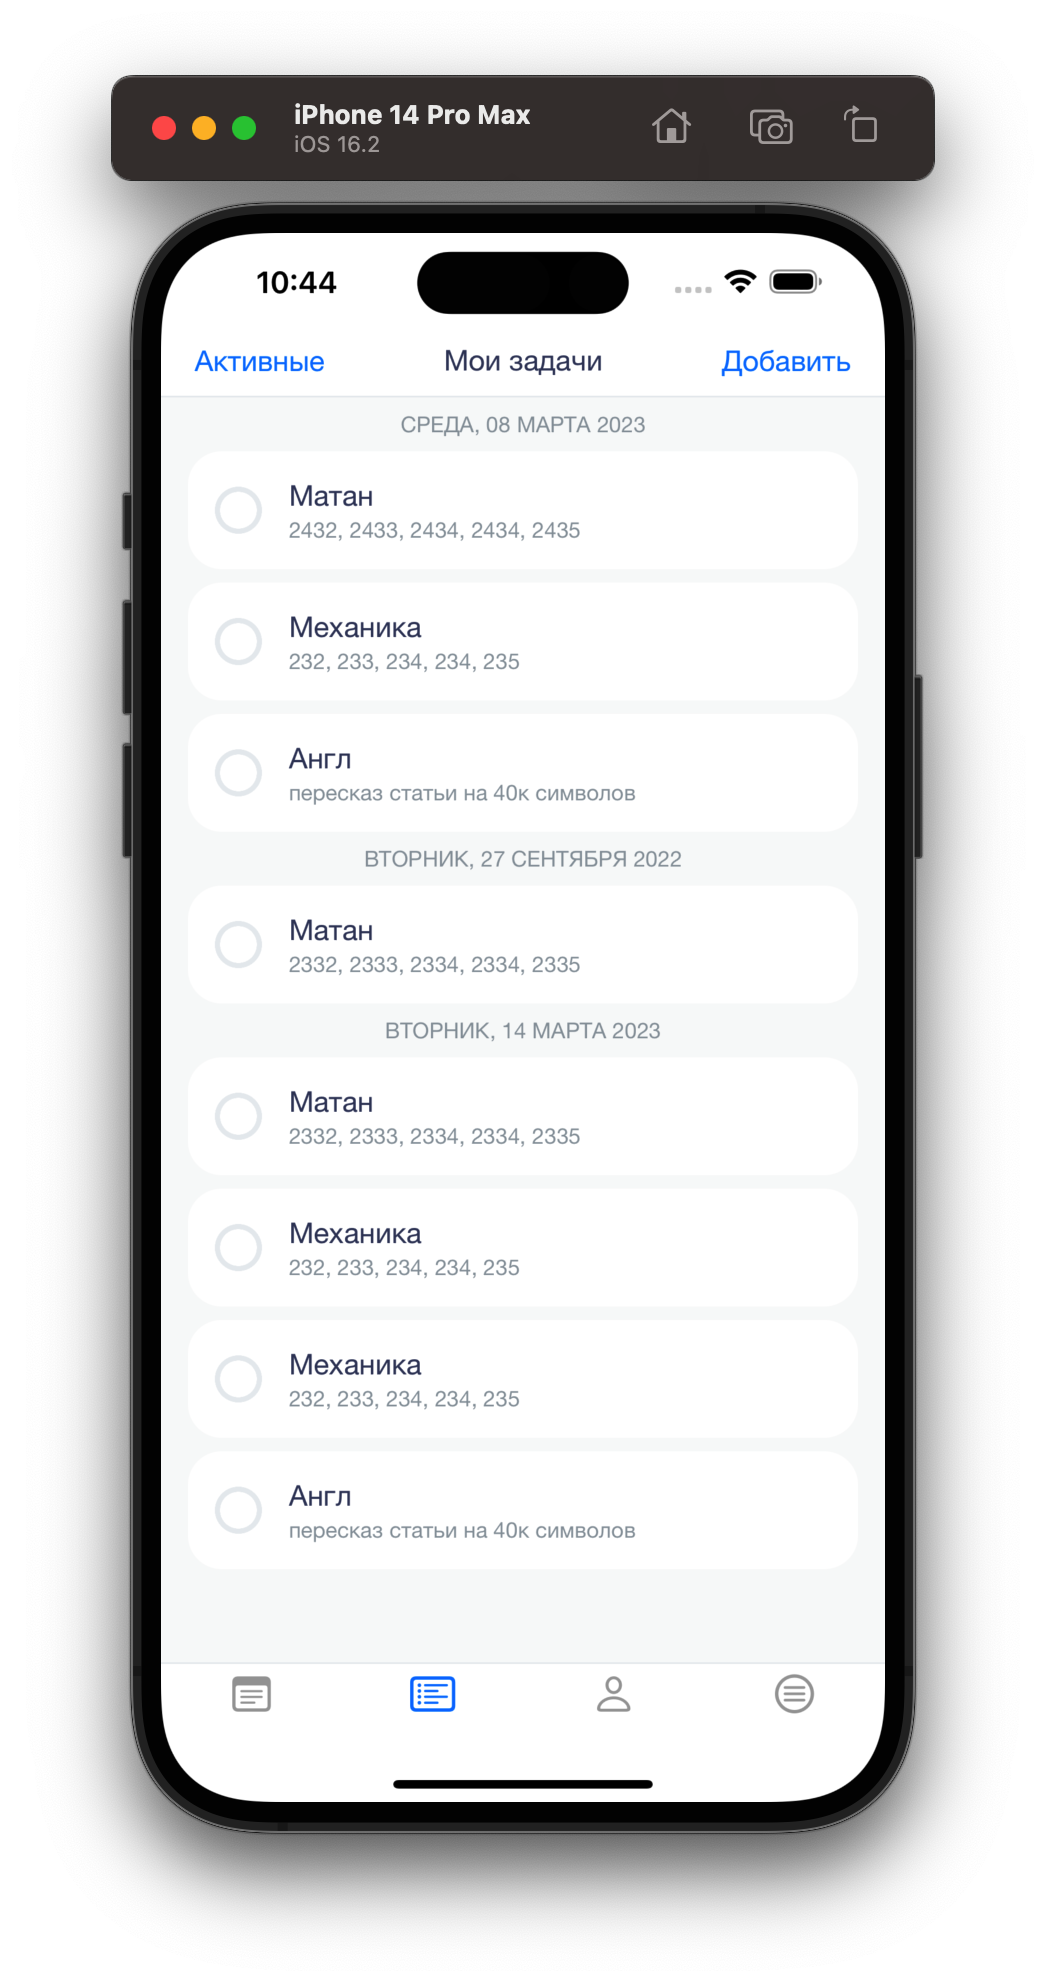 iPhone 14 Pro Max
iOS 16.2
10:44
Активные
Мои задачи
Добавить
СРЕДА, 08 МАРТА 2023
Матан
2432, 2433, 2434, 2434, 2435
Механика
232, 233, 234, 234, 235
Англ
пересказ статьи на 40к символов
ВТОРНИК, 27 СЕНТЯБРЯ 2022
Матан
2332, 2333, 2334, 2334, 2335
ВТОРНИК, 14 МАРТА 2023
Матан
2332, 2333, 2334, 2334, 2335
Механика
232, 233, 234, 234, 235
Механика
232, 233, 234, 234, 235
Англ
пересказ статьи на 40к символов